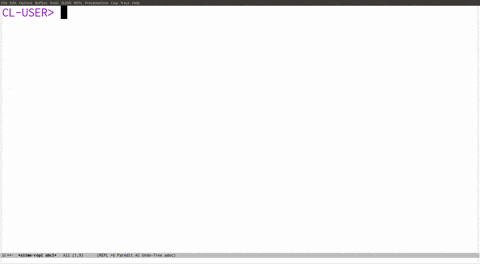 File Edit Options Buffers Tools SLIME REPL Presentations Lisp Trace Help
CL-USER>
*slime-repl abcl* All (1,9) (REPL +6 Paredit AC Undo-Tree adoc)